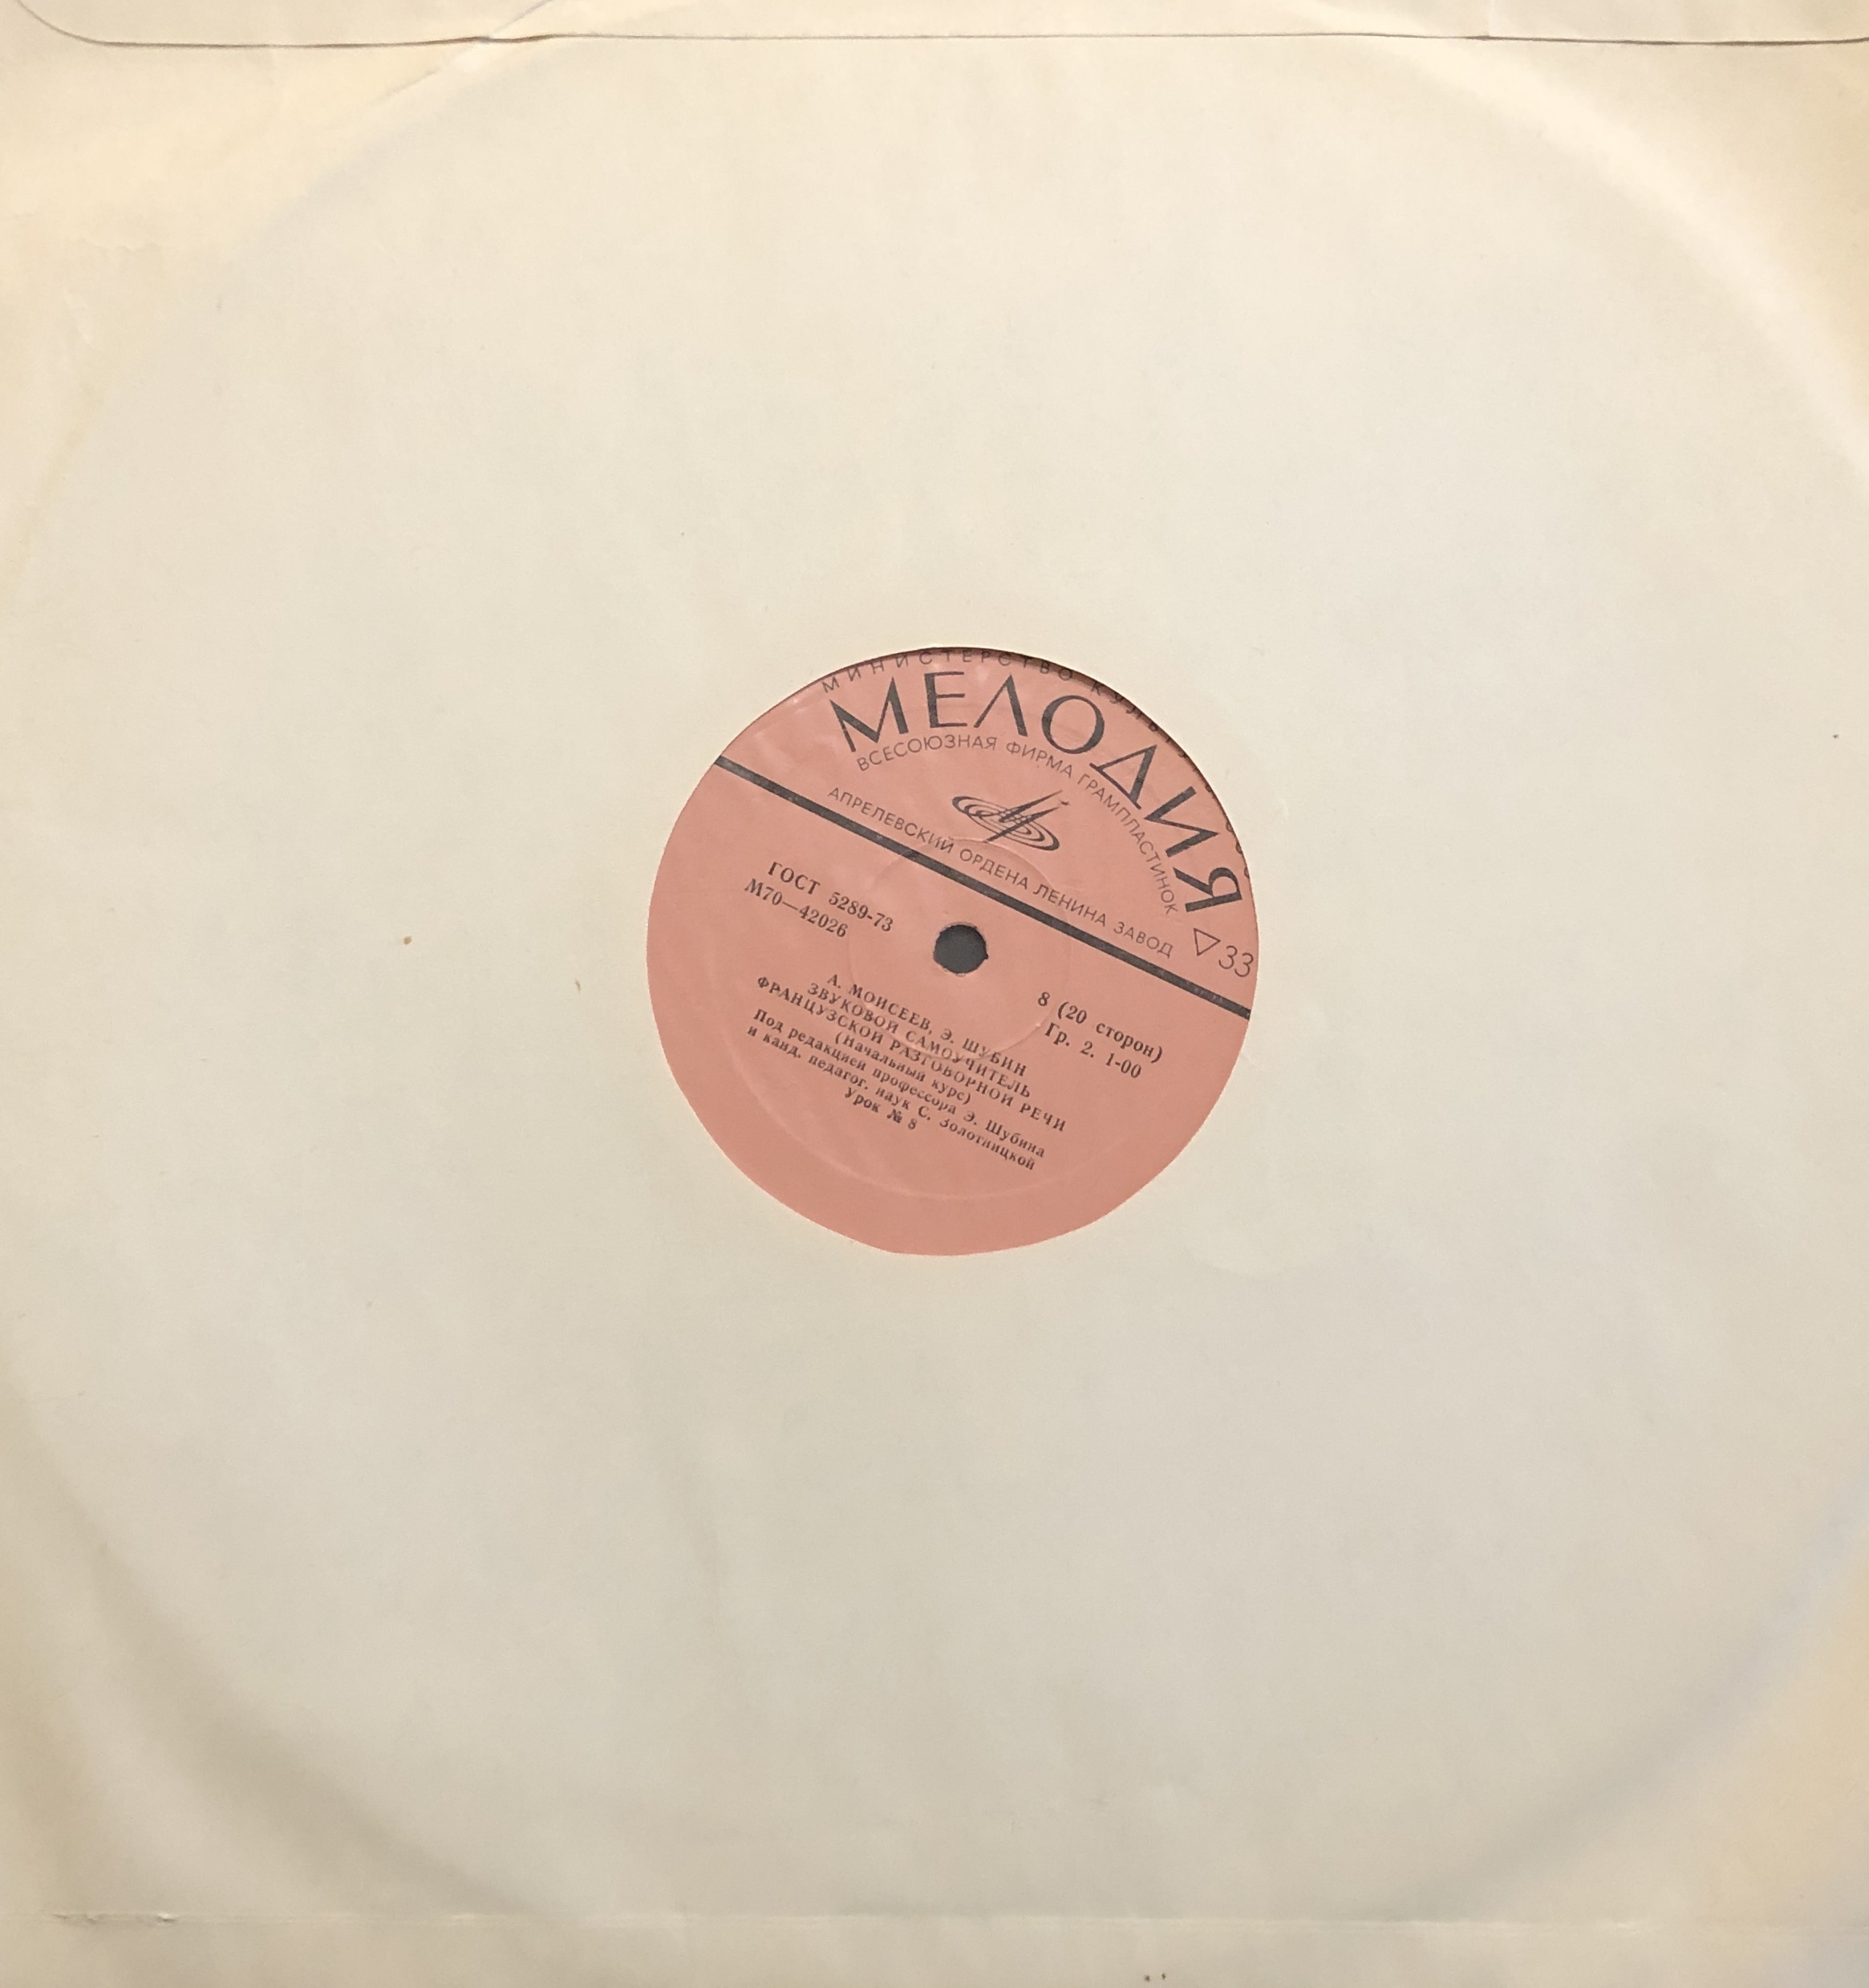 МИНИСТЕРСТВО
МЕЛОДИЯ
ВСЕСОЮЗНАЯ ФИРМА ГРАМПЛАСТИНОК
АПРЕЛЕВСКИЙ ОРДЕНА ЛЕНИНА ЗАВОД
33
ГОСТ 5289-73
М70—42026
8 (20 сторон)
Гр. 2. 1-00
А. МОИСЕЕВ, Э. ШУБИН
ЗВУКОВОЙ САМОУЧИТЕЛЬ
ФРАНЦУЗСКОЙ РАЗГОВОРНОЙ РЕЧИ
(Начальный курс)
Под редакцией профессора Э. Шубина
и канд. педагог. наук С. Золотницкой
Урок № 8